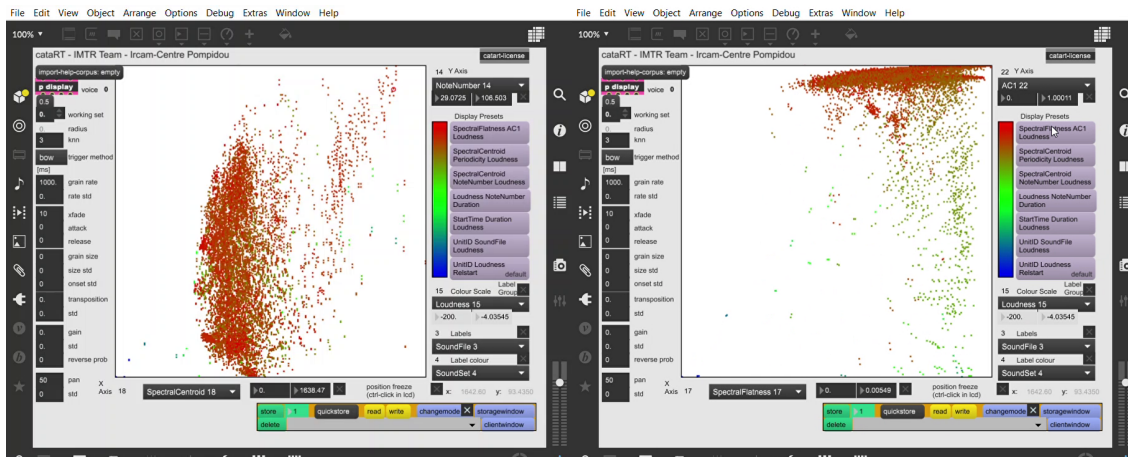 File Edit View Object Arrange Options Debug Extras Window Help
100% ▼
cataRT - IMTR Team - Ircam-Centre Pompidou
catart-license
import-help-corpus: empty
p display voice 0
0.5
0. working set
0. radius
3 knn
bow trigger method
[ms]
1000. grain rate
0. rate std
10 xfade
0 attack
0 release
0 grain size
0 size std
0 onset std
0. transposition
0. std
0. gain
0 std
0 reverse prob
50 pan
0 std
14 Y Axis
NoteNumber 14
29.0725 106.503
Display Presets
SpectralFlatness AC1
Loudness
SpectralCentroid
Periodicity Loudness
SpectralCentroid
NoteNumber Loudness
Loudness NoteNumber
Duration
StartTime Duration
Loudness
UnitID SoundFile
Loudness
UnitID Loudness
Relstart default
15 Colour Scale Label
Group
Loudness 15
-200. -4.03545
3 Labels
SoundFile 3
4 Label colour
SoundSet 4
X
Axis 18 SpectralCentroid 18 0. 1638.47
position freeze
(ctrl-click in lcd)
x: 1642.60 y: 93.4350
store 1 quickstore read write changemode X storagewindow
delete clientwindow
File Edit View Object Arrange Options Debug Extras Window Help
100% ▼
cataRT - IMTR Team - Ircam-Centre Pompidou
catart-license
import-help-corpus: empty
p display voice 0
0.5
0. working set
0. radius
3 knn
bow trigger method
[ms]
1000. grain rate
0. rate std
10 xfade
0 attack
0 release
0 grain size
0 size std
0 onset std
0. transposition
0. std
0. gain
0 std
0 reverse prob
50 pan
0 std
22 Y Axis
AC1 22
0. 1.00011
Display Presets
SpectralFlatness AC1
Loudness
SpectralCentroid
Periodicity Loudness
SpectralCentroid
NoteNumber Loudness
Loudness NoteNumber
Duration
StartTime Duration
Loudness
UnitID SoundFile
Loudness
UnitID Loudness
Relstart default
15 Colour Scale Label
Group
Loudness 15
-200. -4.03545
3 Labels
SoundFile 3
4 Label colour
SoundSet 4
X
Axis 17 SpectralFlatness 17 0. 0.00549
position freeze
(ctrl-click in lcd)
x: 1642.60 y: 93.4350
store 1 quickstore read write changemode X storagewindow
delete clientwindow